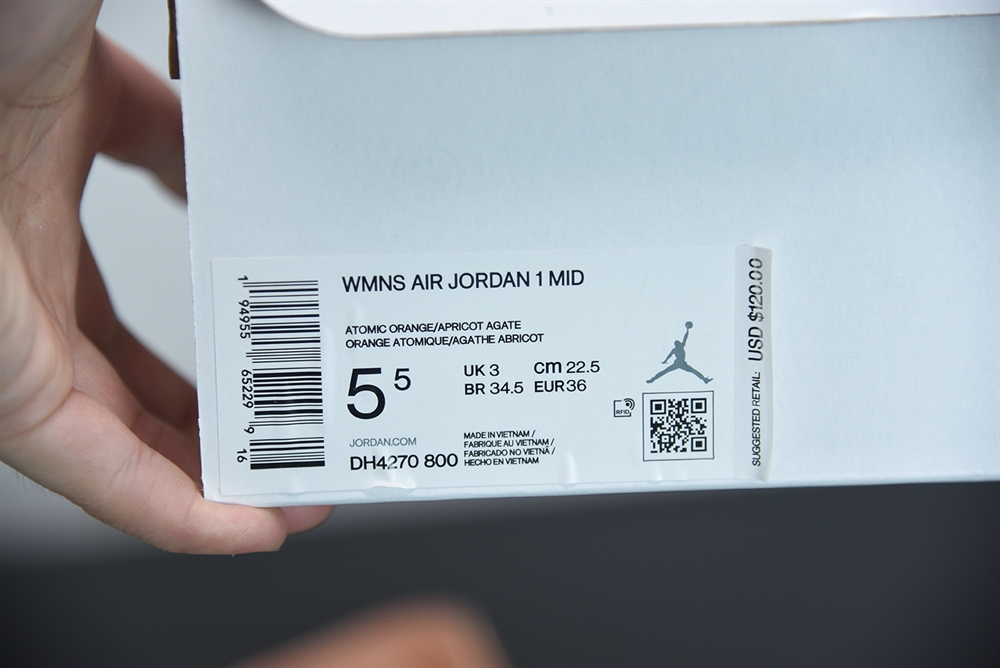 WMNS AIR JORDAN 1 MID
ATOMIC ORANGE/APRICOT AGATE
ORANGE ATOMIQUE/AGATHE ABRICOT
5 5
UK 3 cm 22.5
BR 34.5 EUR 36
JORDAN.COM
DH4270 800
MADE IN VIETNAM /
FABRIQUE AU VIETNAM /
FABRICADO NO VIETNÃ /
HECHO EN VIETNAM
1 94955 65229 9 16
RFID
SUGGESTED RETAIL: USD $120.00